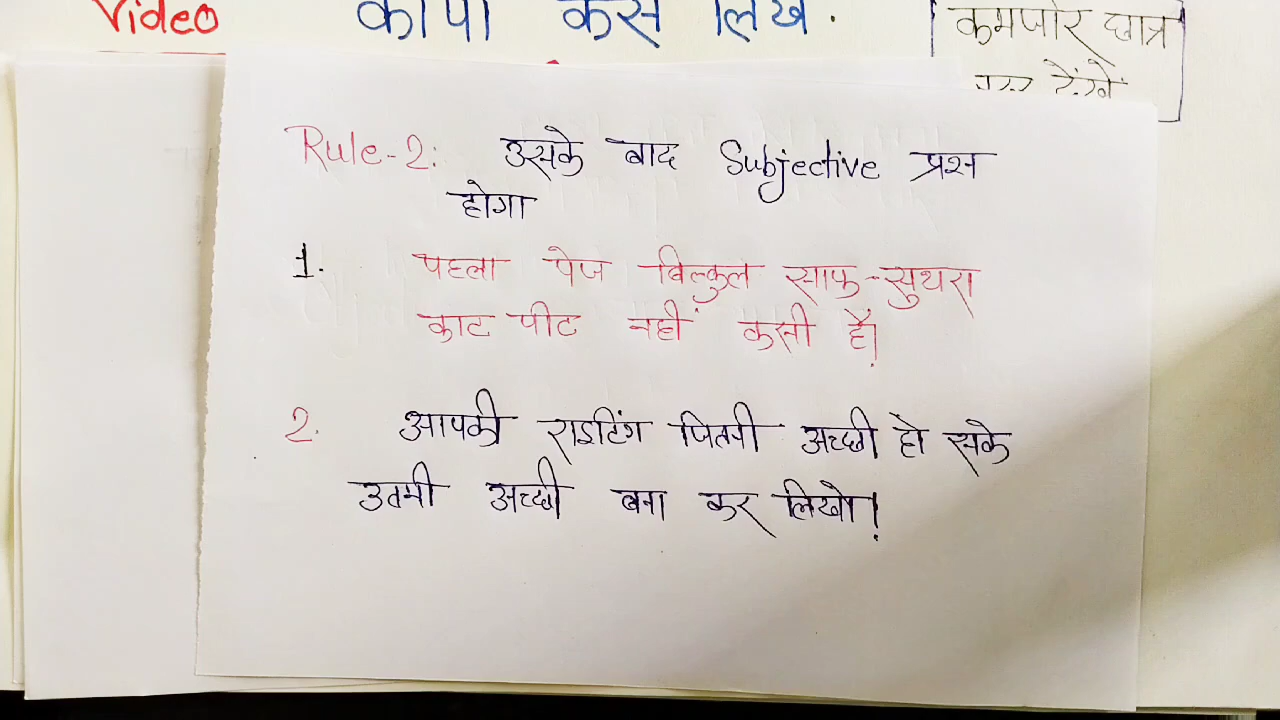 Video कॉपी कैसे लिखें.
कमजोर छात्र
देंखें
Rule-2: उसके बाद Subjective प्रश्न
होगा
1. पहला पेज बिल्कुल साफ-सुथरा
काट पीट नहीं करनी है।
2. आपकी राइटिंग जितनी अच्छी हो सके
उतनी अच्छी बना कर लिखो।